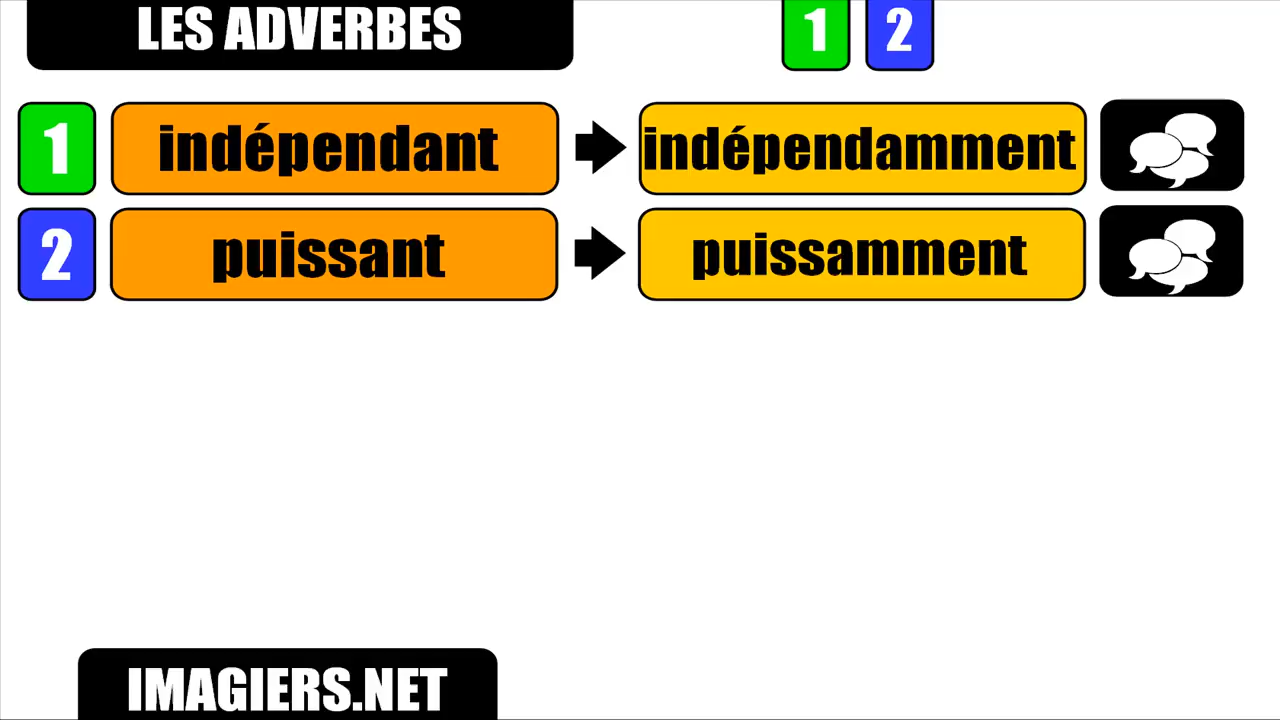 LES ADVERBES
1 2
1 indépendant indépendamment
2 puissant puissamment
IMAGIERS.NET